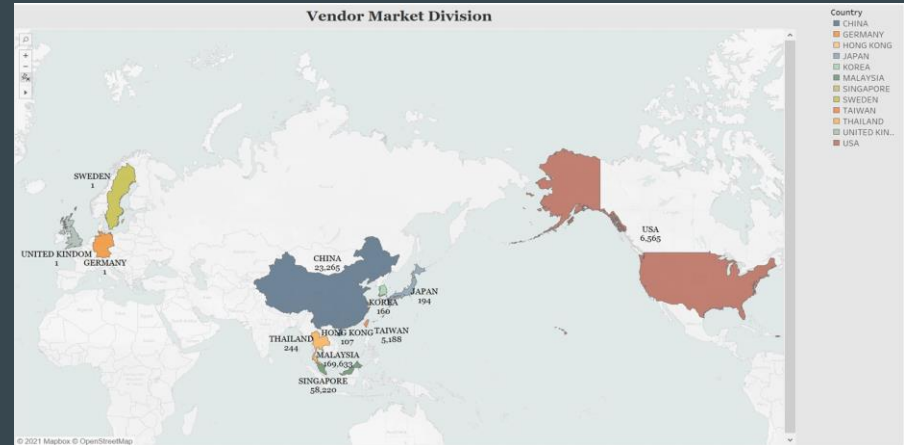 Vendor Market Division
SWEDEN
1
UNITED KINDOM
1
GERMANY
1
CHINA
23,265
KOREA
160
JAPAN
194
HONG KONG
107
TAIWAN
5,188
THAILAND
244
MALAYSIA
169,633
SINGAPORE
58,220
USA
6,565
Country
CHINA
GERMANY
HONG KONG
JAPAN
KOREA
MALAYSIA
SINGAPORE
SWEDEN
TAIWAN
THAILAND
UNITED KIN..
USA
© 2021 Mapbox © OpenStreetMap